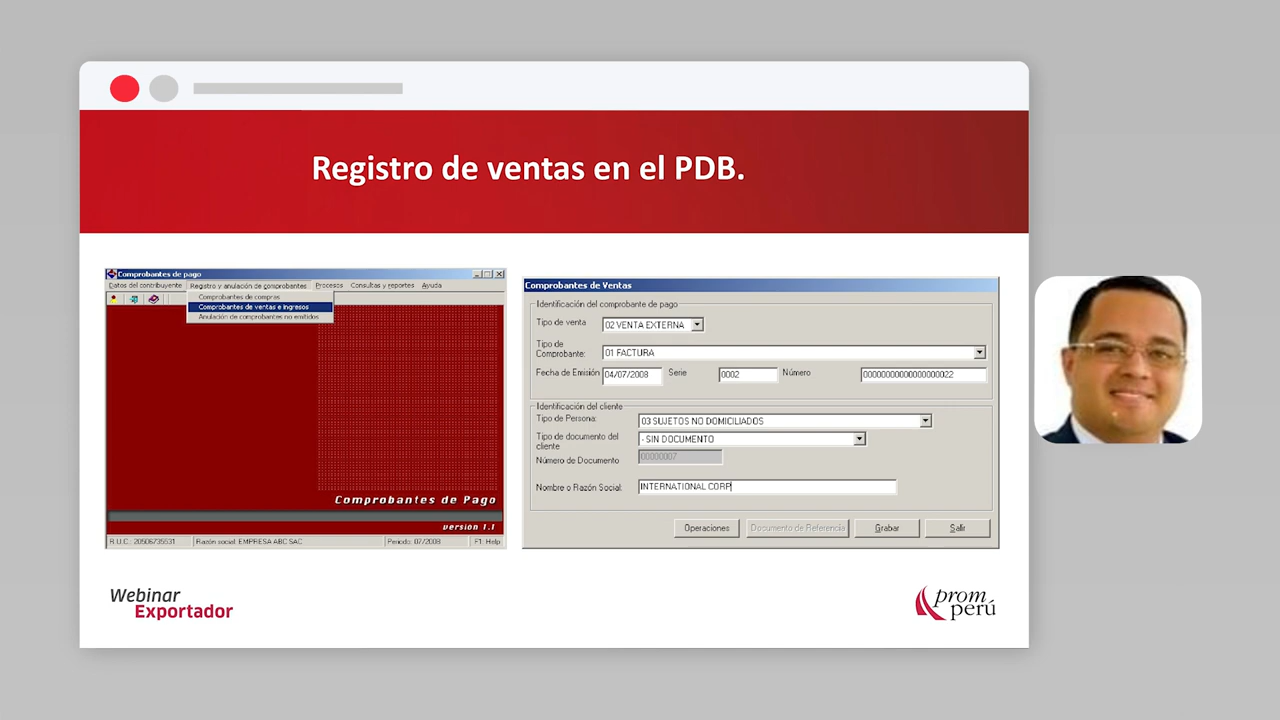 Registro de ventas en el PDB.
Comprobantes de pago
Datos del contribuyente Registro y anulación de comprobantes Procesos Consultas y reportes Ayuda
Comprobantes de compras
Comprobantes de ventas e ingresos
Anulación de comprobantes no emitidos
Comprobantes de Pago
versión 1.1
R.U.C.: 20506735531 Razón social: EMPRESA ABC SAC Periodo: 07/2008 F1: Help
Comprobantes de Ventas
Identificación del comprobante de pago
Tipo de venta 02 VENTA EXTERNA
Tipo de
Comprobante: 01 FACTURA
Fecha de Emisión 04/07/2008 Serie 0002 Número 00000000000000000022
Identificación del cliente
Tipo de Persona: 03 SUJETOS NO DOMICILIADOS
Tipo de documento del
cliente - SIN DOCUMENTO
Número de Documento 00000007
Nombre o Razón Social: INTERNATIONAL CORP
Operaciones Documento de Referencia Grabar Salir
Webinar
Exportador
prom
perú